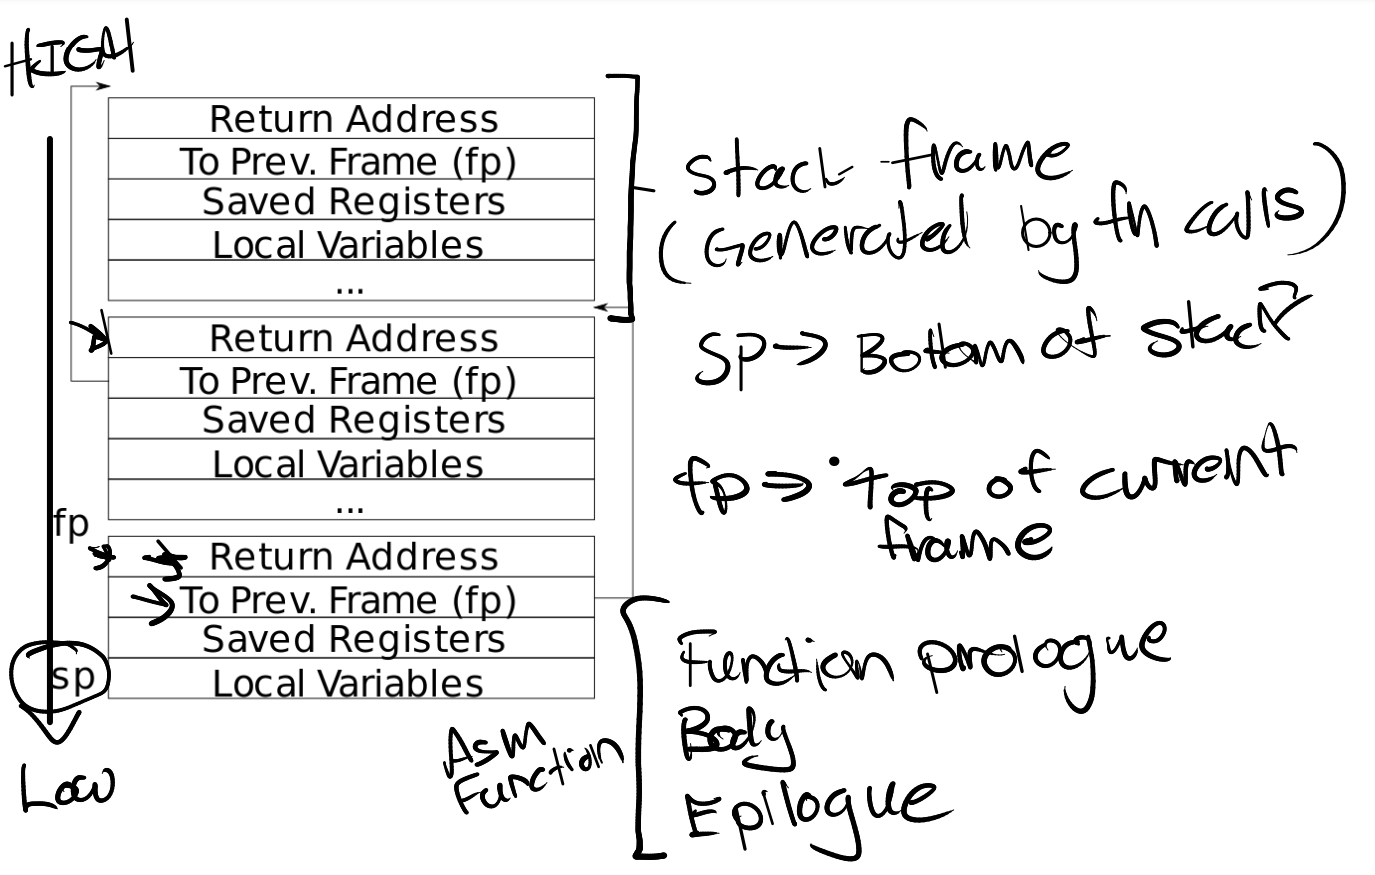 HIGH
Return Address
To Prev. Frame (fp)
Saved Registers
Local Variables
...
Return Address
To Prev. Frame (fp)
Saved Registers
Local Variables
...
fp
Return Address
To Prev. Frame (fp)
Saved Registers
sp
Local Variables
Low
Stack frame
(Generated by fn calls)
Sp → Bottom of stack
fp → Top of current
frame
Asm
Function
Function prologue
Body
Epilogue